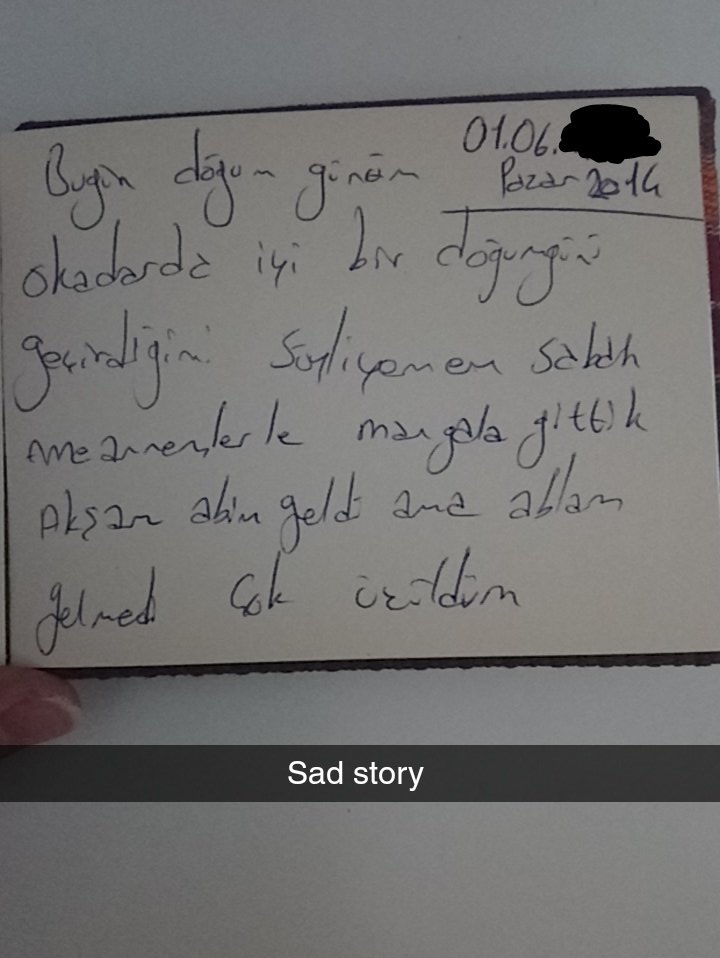 01.06.
Pazar 2014
Bugün doğum günüm
okadarda iyi bir doğumgünü
geçirdiğimi söyliyemem sabah
meannemlerle mangala gittik
Akşam abim geldi ama ablam
gelmedi Çok üzüldüm
Sad story